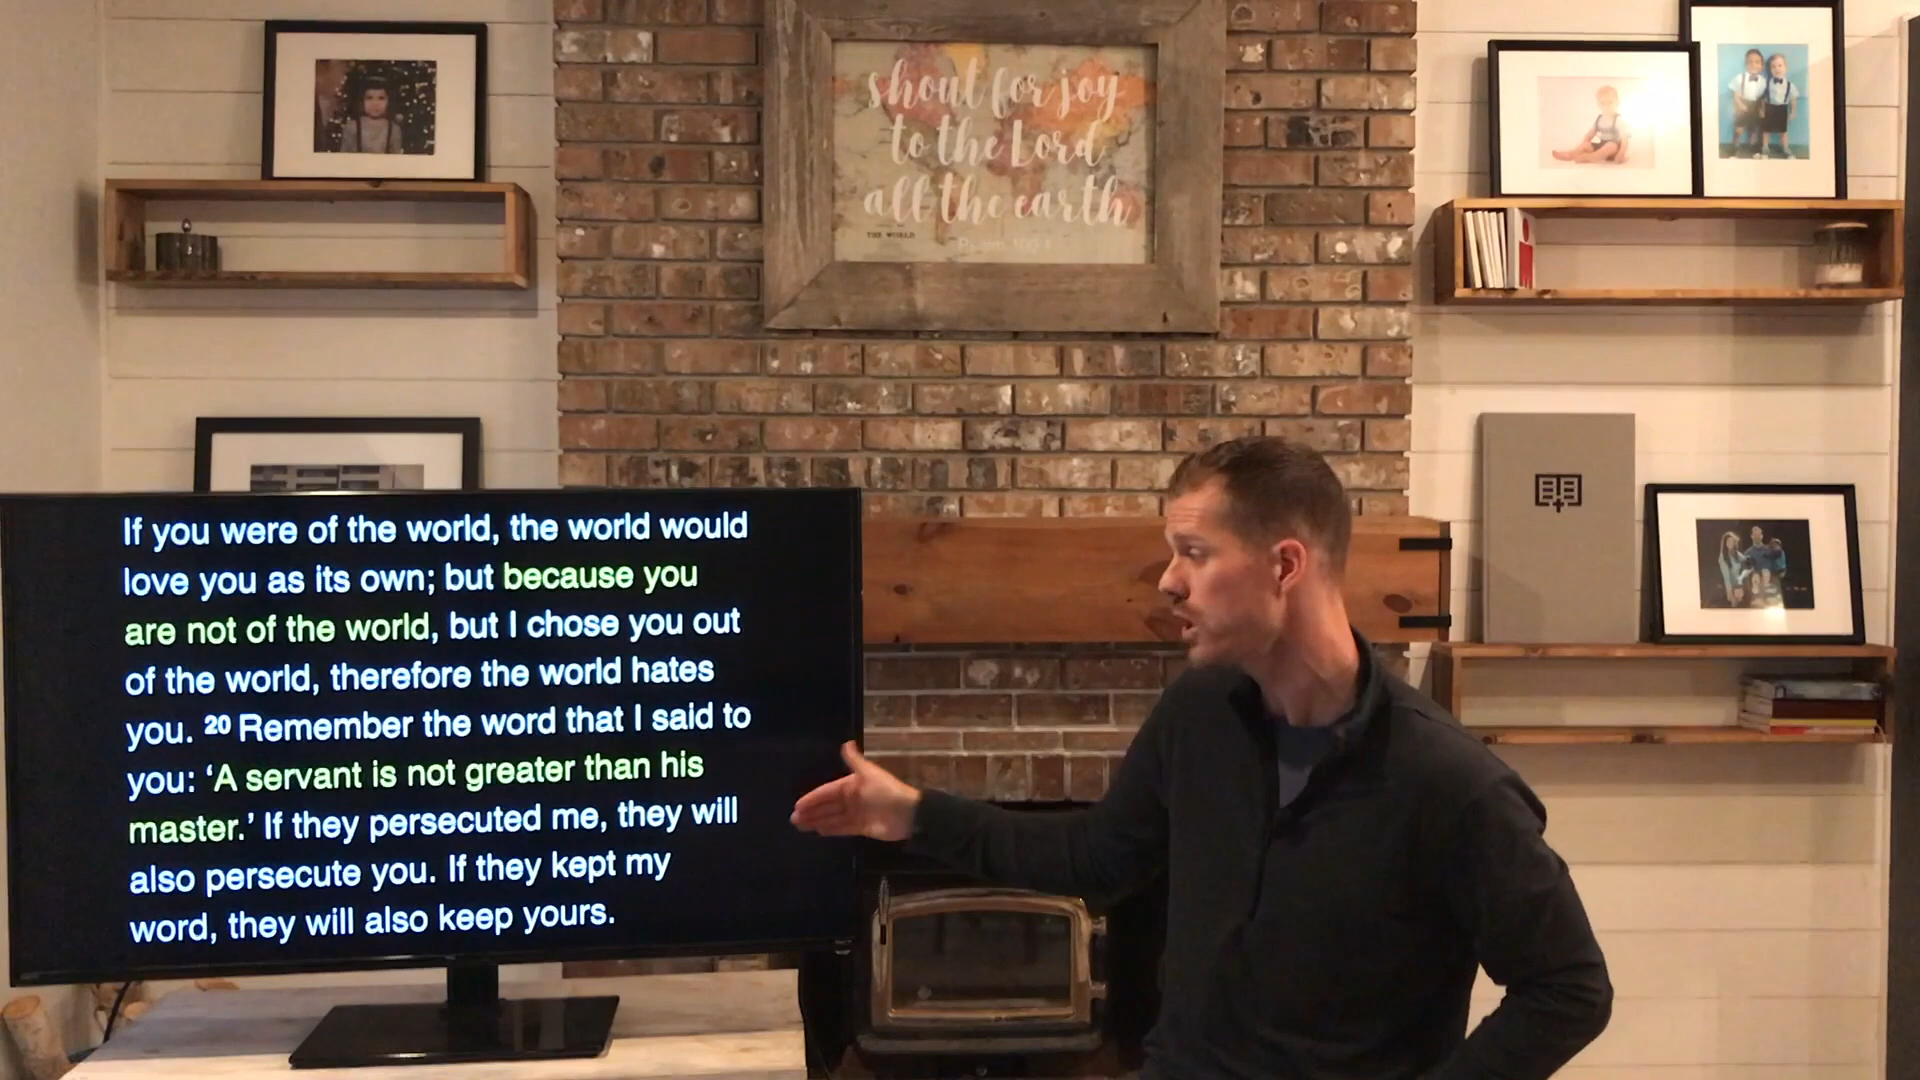 shout for joy
to the Lord
all the earth
THE WORLD
If you were of the world, the world would
love you as its own; but because you
are not of the world, but I chose you out
of the world, therefore the world hates
you. 20 Remember the word that I said to
you: ‘A servant is not greater than his
master.’ If they persecuted me, they will
also persecute you. If they kept my
word, they will also keep yours.